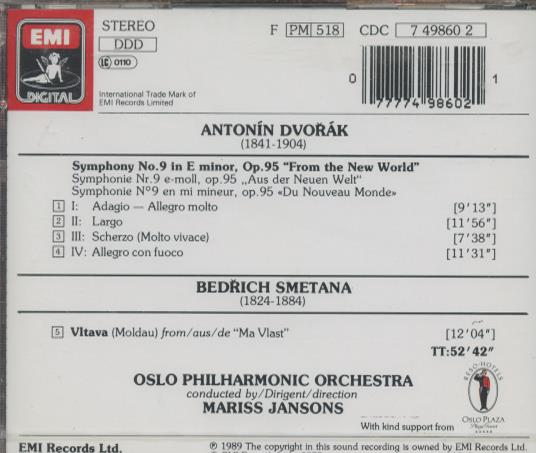 EMI
DIGITAL
STEREO
DDD
LC 0110
International Trade Mark of
EMI Records Limited
F PM 518 CDC 7 49860 2
0 77774 98602 1
ANTONÍN DVOŘÁK
(1841-1904)
Symphony No.9 in E minor, Op.95 “From the New World”
Symphonie Nr.9 e-moll, op.95 „Aus der Neuen Welt“
Symphonie Nº9 en mi mineur, op.95 «Du Nouveau Monde»
1 I: Adagio — Allegro molto [9′13″]
2 II: Largo [11′56″]
3 III: Scherzo (Molto vivace) [7′38″]
4 IV: Allegro con fuoco [11′31″]
BEDŘICH SMETANA
(1824-1884)
5 Vltava (Moldau) from/aus/de “Ma Vlast” [12′04″]
TT:52′42″
OSLO PHILHARMONIC ORCHESTRA
conducted by/Dirigent/direction
MARISS JANSONS
With kind support from
RESO-HOTELS
OSLO PLAZA
EMI Records Ltd.
℗ 1989 The copyright in this sound recording is owned by EMI Records Ltd.